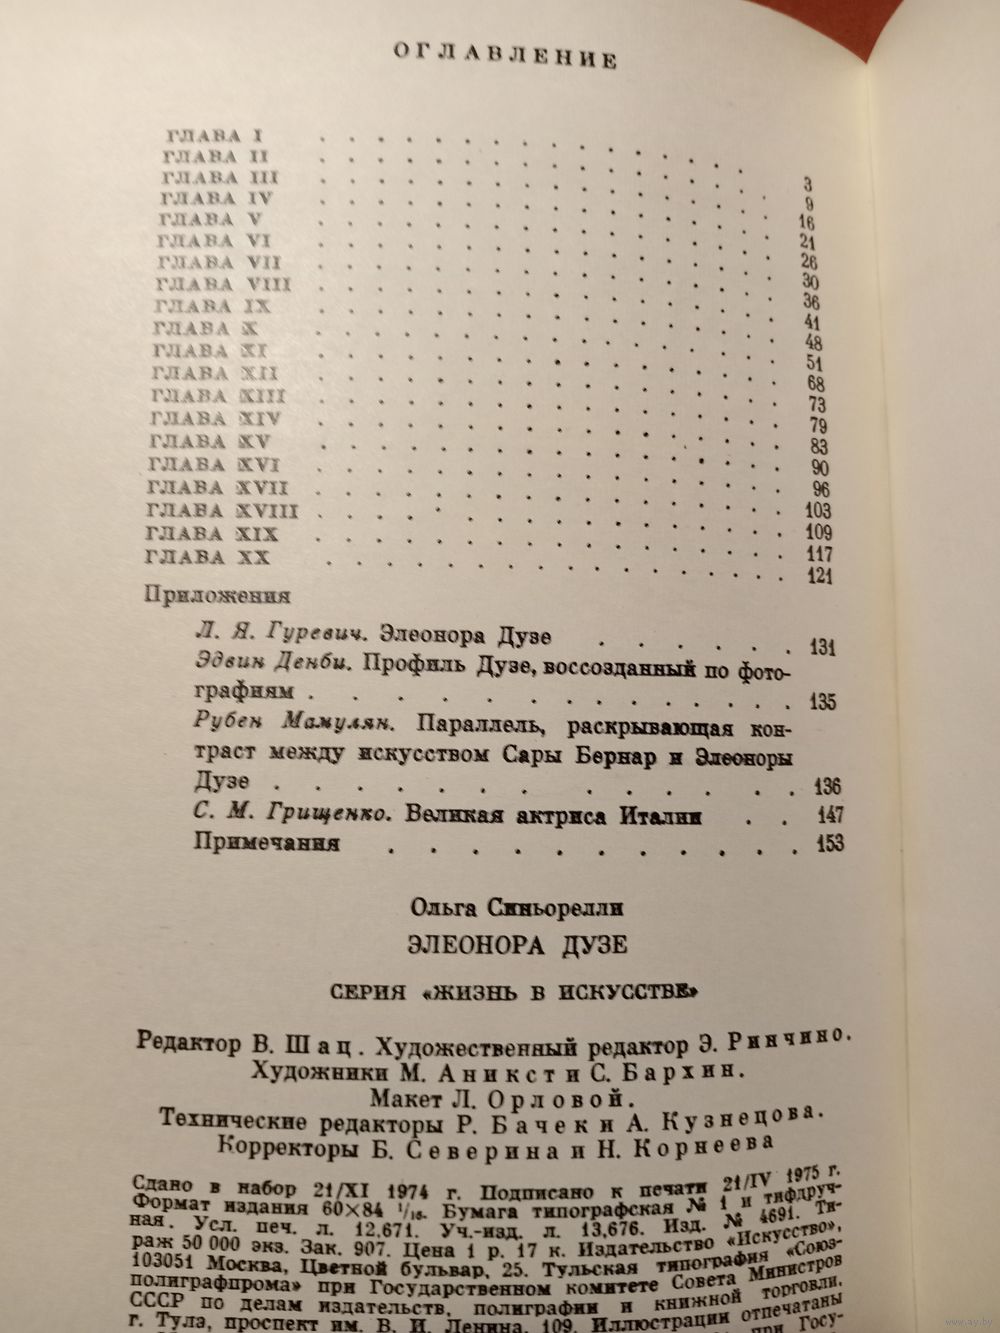 ОГЛАВЛЕНИЕ
ГЛАВА I . . . . . . . . . . . . . . . 3
ГЛАВА II . . . . . . . . . . . . . . . 9
ГЛАВА III . . . . . . . . . . . . . . . 16
ГЛАВА IV . . . . . . . . . . . . . . . 21
ГЛАВА V . . . . . . . . . . . . . . . 26
ГЛАВА VI . . . . . . . . . . . . . . . 30
ГЛАВА VII . . . . . . . . . . . . . . . 36
ГЛАВА VIII . . . . . . . . . . . . . . . 41
ГЛАВА IX . . . . . . . . . . . . . . . 48
ГЛАВА X . . . . . . . . . . . . . . . 51
ГЛАВА XI . . . . . . . . . . . . . . . 68
ГЛАВА XII . . . . . . . . . . . . . . . 73
ГЛАВА XIII . . . . . . . . . . . . . . . 79
ГЛАВА XIV . . . . . . . . . . . . . . . 83
ГЛАВА XV . . . . . . . . . . . . . . . 90
ГЛАВА XVI . . . . . . . . . . . . . . . 96
ГЛАВА XVII . . . . . . . . . . . . . . . 103
ГЛАВА XVIII . . . . . . . . . . . . . . . 109
ГЛАВА XIX . . . . . . . . . . . . . . . 117
ГЛАВА XX . . . . . . . . . . . . . . . 121
Приложения
Л. Я. Гуревич. Элеонора Дузе . . . . . . . 131
Эдвин Денби. Профиль Дузе, воссозданный по фото-
графиям . . . . . . . . . . . . . . . . . 135
Рубен Мамулян. Параллель, раскрывающая кон-
траст между искусством Сары Бернар и Элеоноры
Дузе . . . . . . . . . . . . . . . . . 136
С. М. Грищенко. Великая актриса Италии . . 147
Примечания . . . . . . . . . . . . . . . 153
Ольга Синьорелли
ЭЛЕОНОРА ДУЗЕ
СЕРИЯ «ЖИЗНЬ В ИСКУССТВЕ»
Редактор В. Шац. Художественный редактор Э. Ринчино.
Художники М. Аникст и С. Бархин.
Макет Л. Орловой.
Технические редакторы Р. Бачек и А. Кузнецова.
Корректоры Б. Северина и Н. Корнеева
Сдано в набор 21/XI 1974 г. Подписано к печати 21/IV 1975 г.
Формат издания 60×84 1/16. Бумага типографская № 1 и тифдруч-
ная. Усл. печ. л. 12,671. Уч.-изд. л. 13,676. Изд. № 4691. Ти-
раж 50 000 экз. Зак. 907. Цена 1 р. 17 к. Издательство «Искусство»,
103051 Москва, Цветной бульвар, 25. Тульская типография «Союз-
полиграфпрома» при Государственном комитете Совета Министров
СССР по делам издательств, полиграфии и книжной торговли,
г. Тула, проспект им. В. И. Ленина, 109. Иллюстрации отпечатаны
при Госу-
www.ay.by